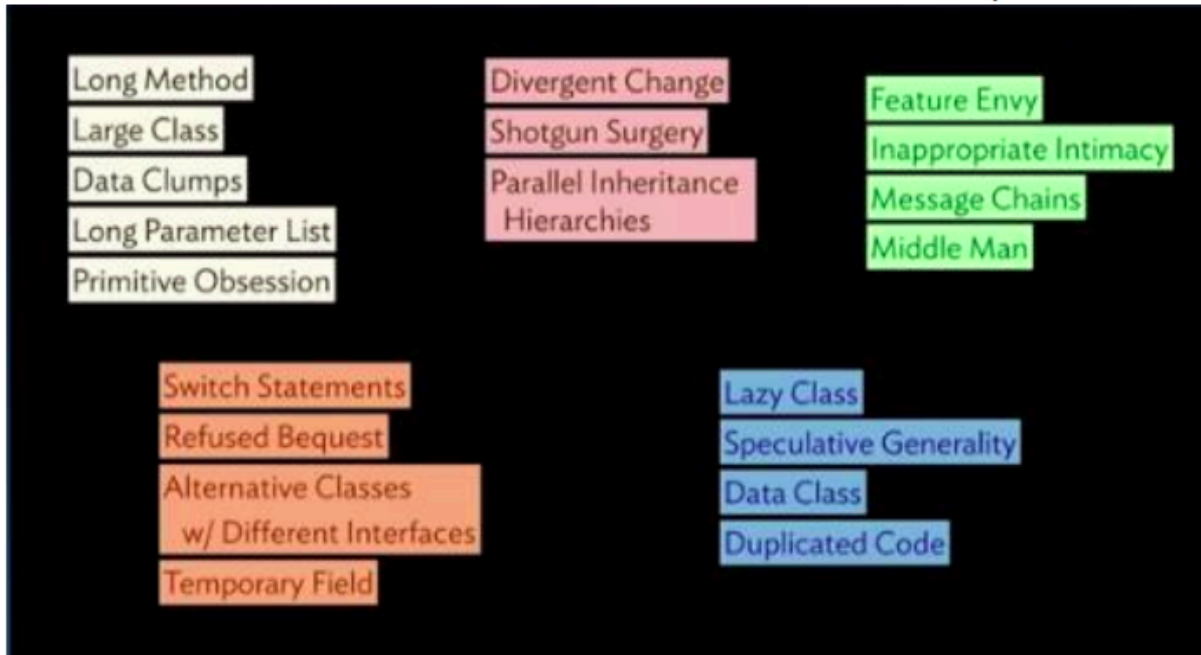 Long Method
Large Class
Data Clumps
Long Parameter List
Primitive Obsession
Divergent Change
Shotgun Surgery
Parallel Inheritance
Hierarchies
Feature Envy
Inappropriate Intimacy
Message Chains
Middle Man
Switch Statements
Refused Bequest
Alternative Classes
w/ Different Interfaces
Temporary Field
Lazy Class
Speculative Generality
Data Class
Duplicated Code